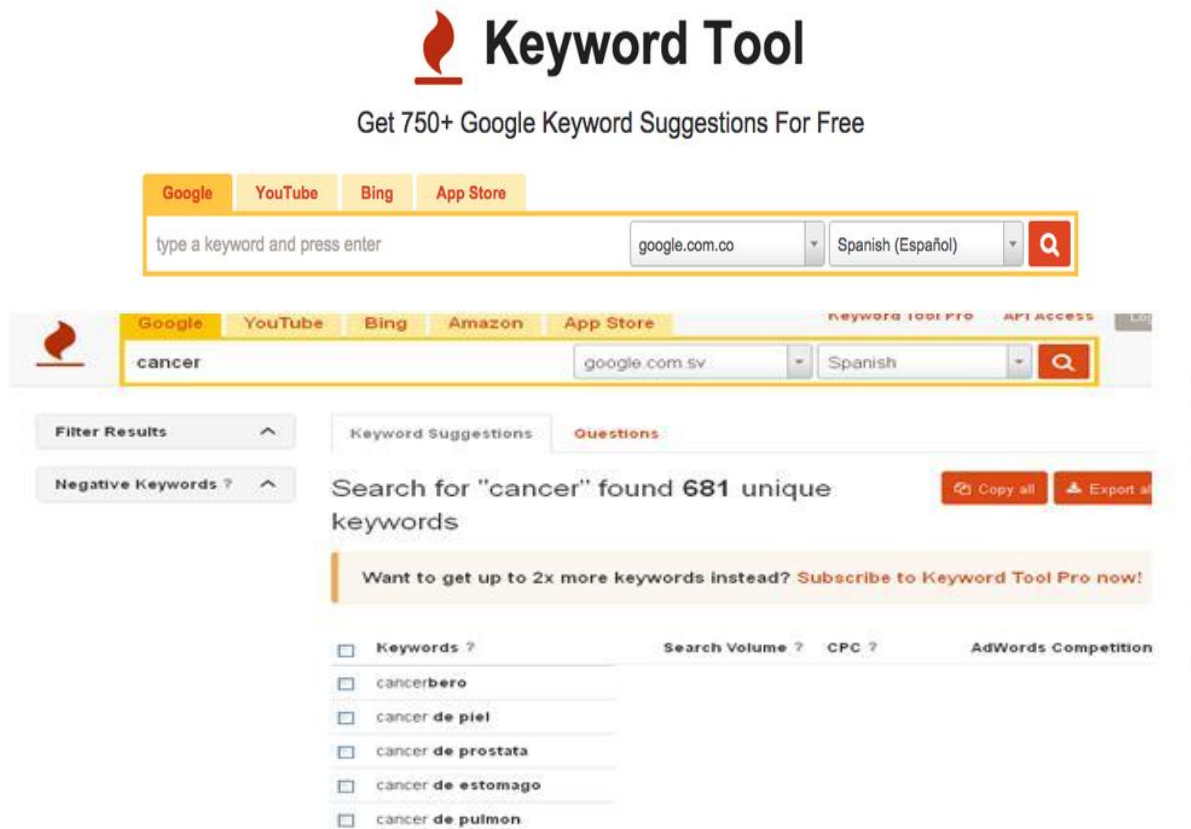 Keyword Tool
Get 750+ Google Keyword Suggestions For Free
Google YouTube Bing App Store
type a keyword and press enter google.com.co Spanish (Español)
Google YouTube Bing Amazon App Store Keyword Tool Pro API Access
cancer google.com.sv Spanish
Filter Results Keyword Suggestions Questions
Negative Keywords ? Search for "cancer" found 681 unique Copy all Export al
keywords
Want to get up to 2x more keywords instead? Subscribe to Keyword Tool Pro now!
Keywords ? Search Volume ? CPC ? AdWords Competition
cancerbero
cancer de piel
cancer de prostata
cancer de estomago
cancer de pulmon